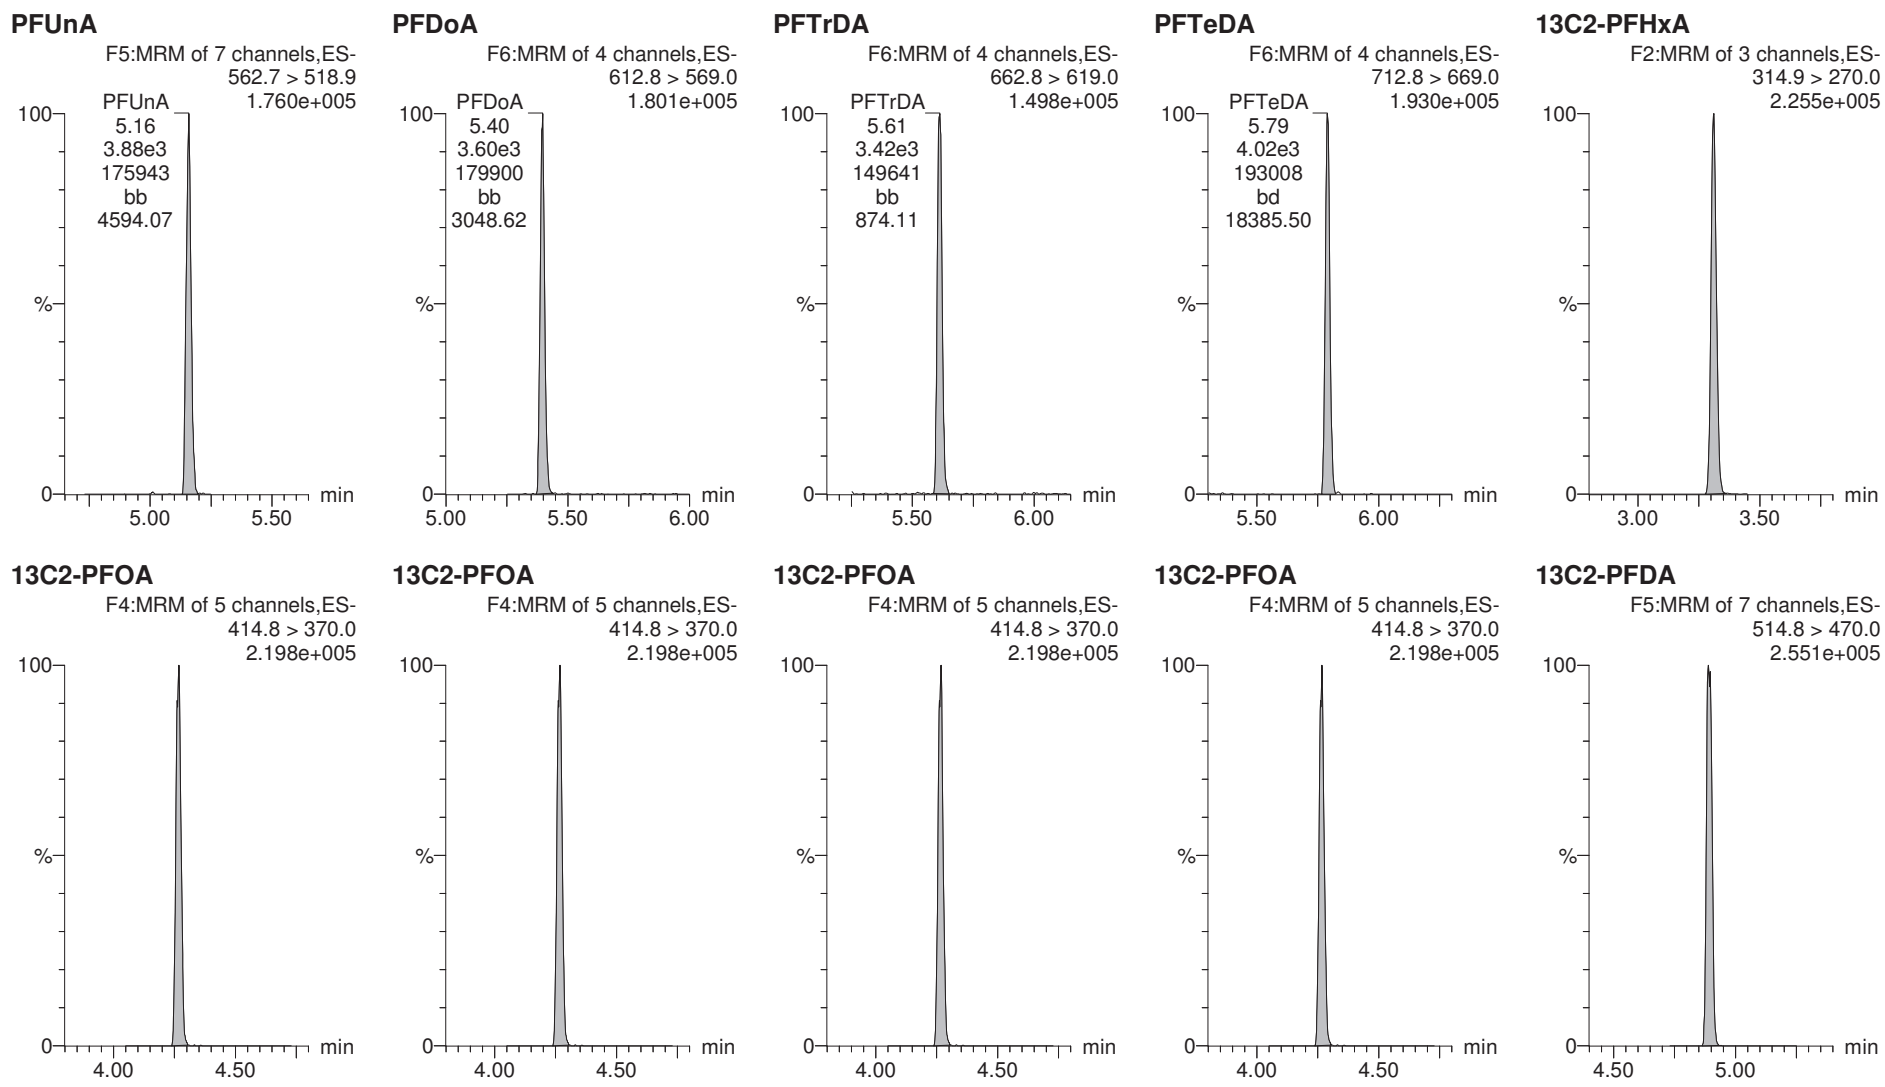 PFUnA
F5:MRM of 7 channels,ES-
562.7 > 518.9
1.760e+005
PFUnA
5.16
3.88e3
175943
bb
4594.07
100
%
0
5.00
5.50
min
PFDoA
F6:MRM of 4 channels,ES-
612.8 > 569.0
1.801e+005
PFDoA
5.40
3.60e3
179900
bb
3048.62
100
%
0
5.00
5.50
6.00
min
PFTrDA
F6:MRM of 4 channels,ES-
662.8 > 619.0
1.498e+005
PFTrDA
5.61
3.42e3
149641
bb
874.11
100
%
0
5.50
6.00
min
PFTeDA
F6:MRM of 4 channels,ES-
712.8 > 669.0
1.930e+005
PFTeDA
5.79
4.02e3
193008
bd
18385.50
100
%
0
5.50
6.00
min
13C2-PFHxA
F2:MRM of 3 channels,ES-
314.9 > 270.0
2.255e+005
100
%
0
3.00
3.50
min
13C2-PFOA
F4:MRM of 5 channels,ES-
414.8 > 370.0
2.198e+005
100
%
0
4.00
4.50
min
13C2-PFOA
F4:MRM of 5 channels,ES-
414.8 > 370.0
2.198e+005
100
%
0
4.00
4.50
min
13C2-PFOA
F4:MRM of 5 channels,ES-
414.8 > 370.0
2.198e+005
100
%
0
4.00
4.50
min
13C2-PFOA
F4:MRM of 5 channels,ES-
414.8 > 370.0
2.198e+005
100
%
0
4.00
4.50
min
13C2-PFDA
F5:MRM of 7 channels,ES-
514.8 > 470.0
2.551e+005
100
%
0
4.50
5.00
min